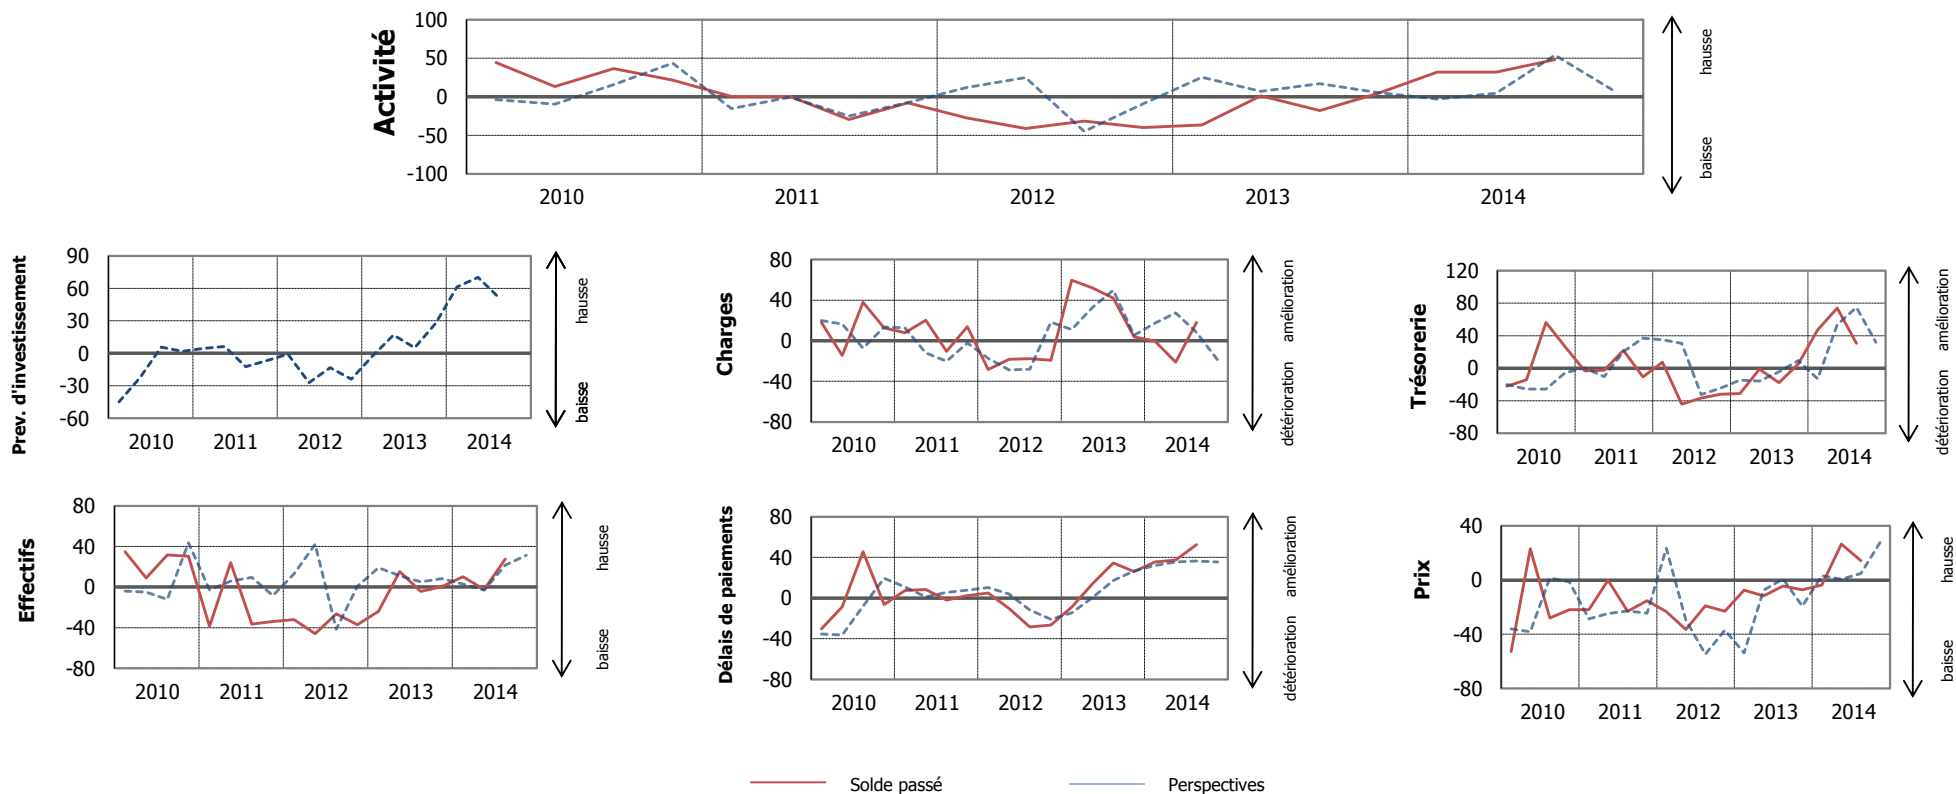 Activité
100
50
0
-50
-100
hausse
baisse
2010 2011 2012 2013 2014
Prev. d'investissement
90
60
30
0
-30
-60
hausse
baisse
2010 2011 2012 2013 2014
Charges
80
40
0
-40
-80
amélioration
détérioration
2010 2011 2012 2013 2014
Trésorerie
120
80
40
0
-40
-80
amélioration
détérioration
2010 2011 2012 2013 2014
Effectifs
80
40
0
-40
-80
hausse
baisse
2010 2011 2012 2013 2014
Délais de paiements
80
40
0
-40
-80
amélioration
détérioration
2010 2011 2012 2013 2014
Prix
40
0
-40
-80
hausse
baisse
2010 2011 2012 2013 2014
Solde passé Perspectives